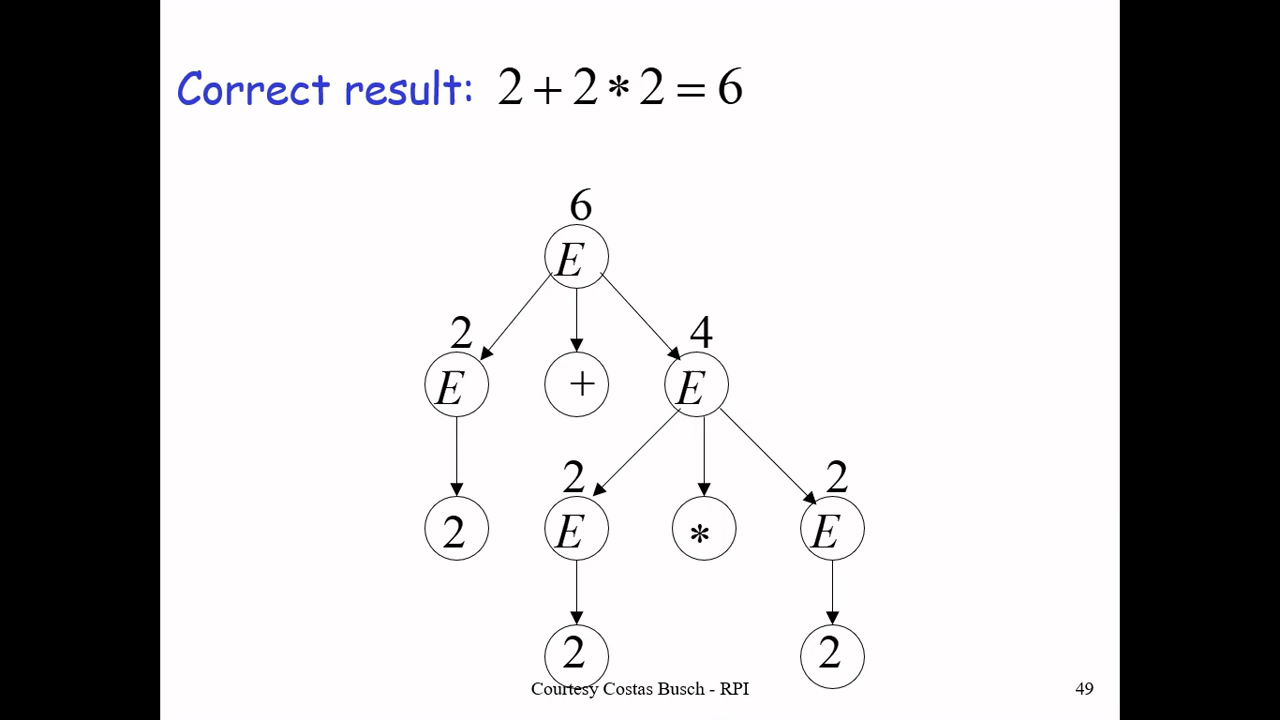 Correct result: 2 + 2 * 2 = 6
6
E
2 4
E + E
2 2
2 E * E
2 2
Courtesy Costas Busch - RPI 49